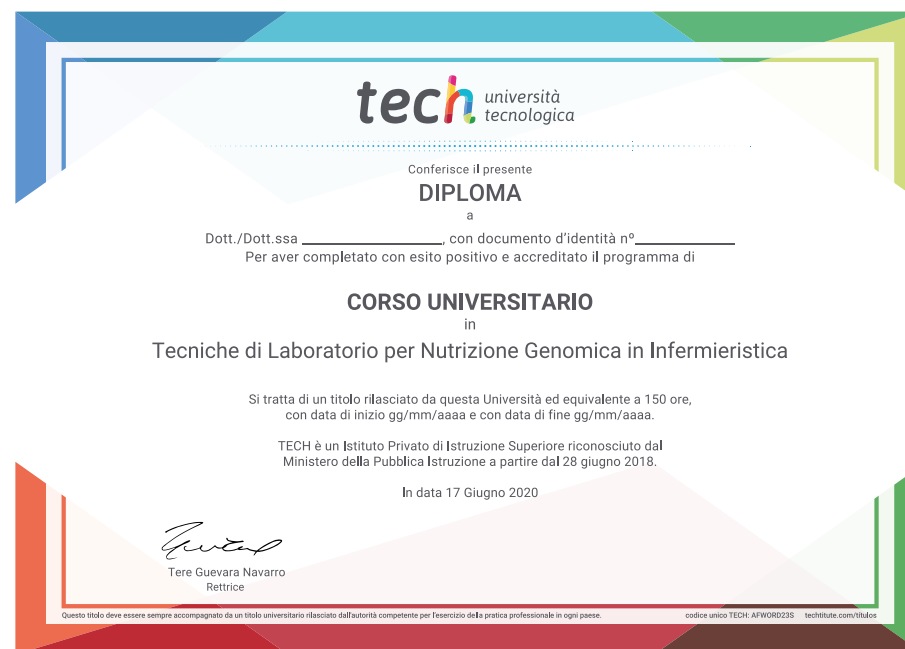 tech università
tecnologica
Conferisce il presente
DIPLOMA
a
Dott./Dott.ssa ____________________, con documento d'identità nº______________
Per aver completato con esito positivo e accreditato il programma di
CORSO UNIVERSITARIO
in
Tecniche di Laboratorio per Nutrizione Genomica in Infermieristica
Si tratta di un titolo rilasciato da questa Università ed equivalente a 150 ore,
con data di inizio gg/mm/aaaa e con data di fine gg/mm/aaaa.
TECH è un Istituto Privato di Istruzione Superiore riconosciuto dal
Ministero della Pubblica Istruzione a partire dal 28 giugno 2018.
In data 17 Giugno 2020
Tere Guevara Navarro
Rettrice
Questo titolo deve essere sempre accompagnato da un titolo universitario rilasciato dall'autorità competente per l'esercizio della pratica professionale in ogni paese. codice unico TECH: AFWORD23S techtitute.com/titulos